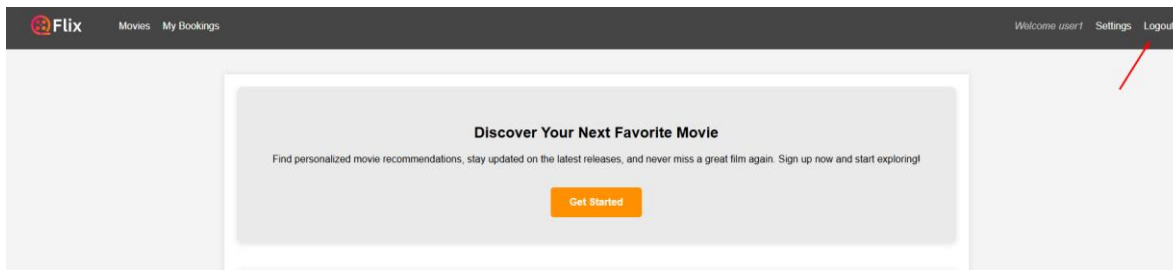 Flix Movies My Bookings Welcome user1 Settings Logout
Discover Your Next Favorite Movie
Find personalized movie recommendations, stay updated on the latest releases, and never miss a great film again. Sign up now and start exploring!
Get Started